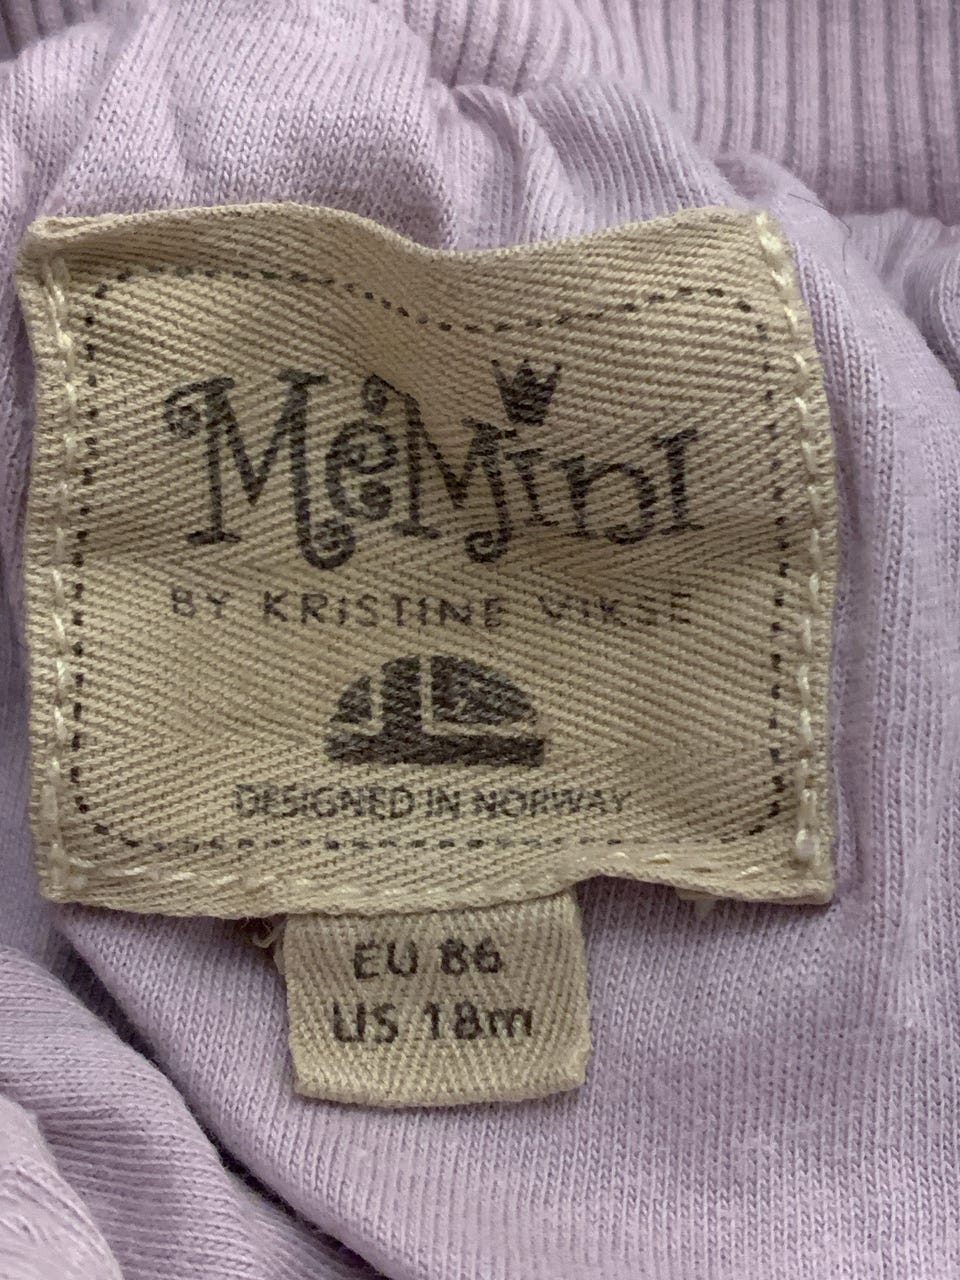 MeMini
BY KRISTINE VIKSE
DESIGNED IN NORWAY
EU 86
US 18m